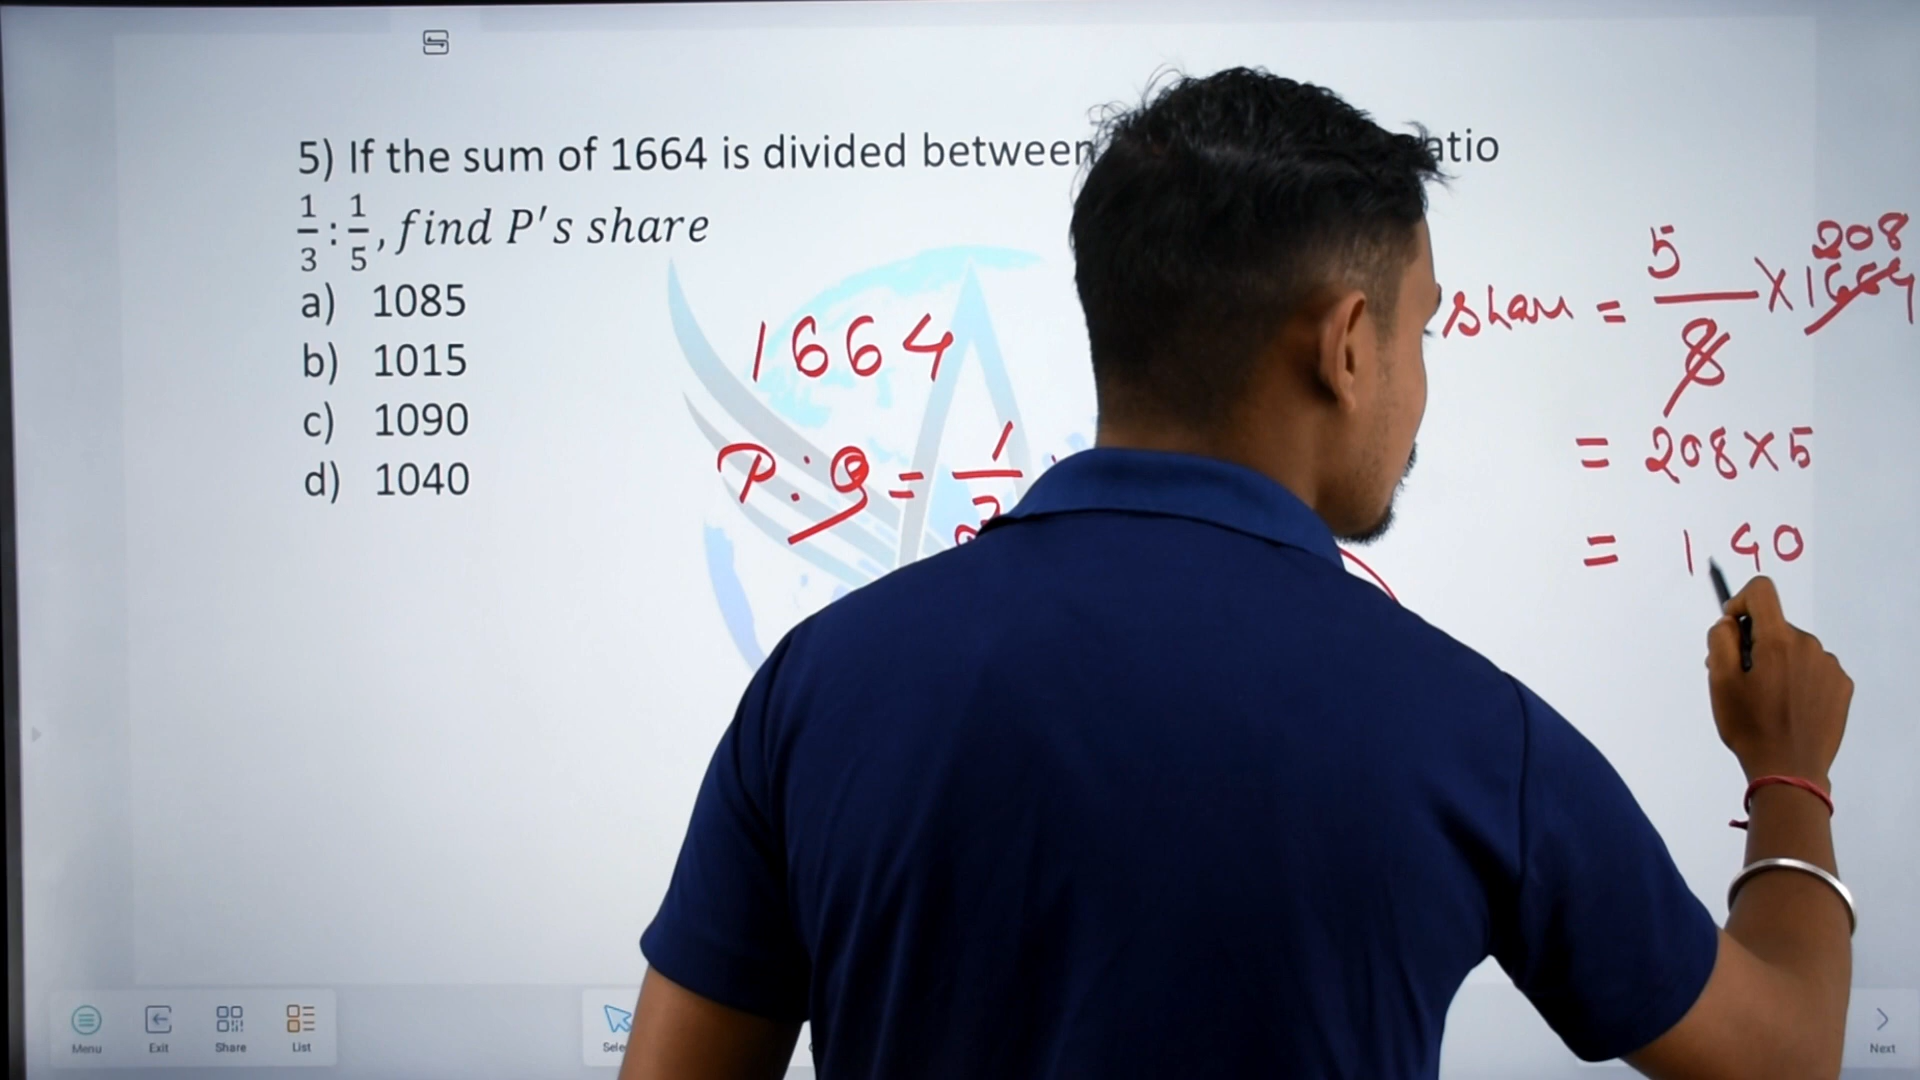 5) If the sum of 1664 is divided between
1/3 : 1/5, find P's share
a) 1085
b) 1015
c) 1090
d) 1040
1664
P : Q = 1/
share = 5/8 X 1664
208
= 208 X 5
= 1 40
Menu
Exit
Share
List
Next